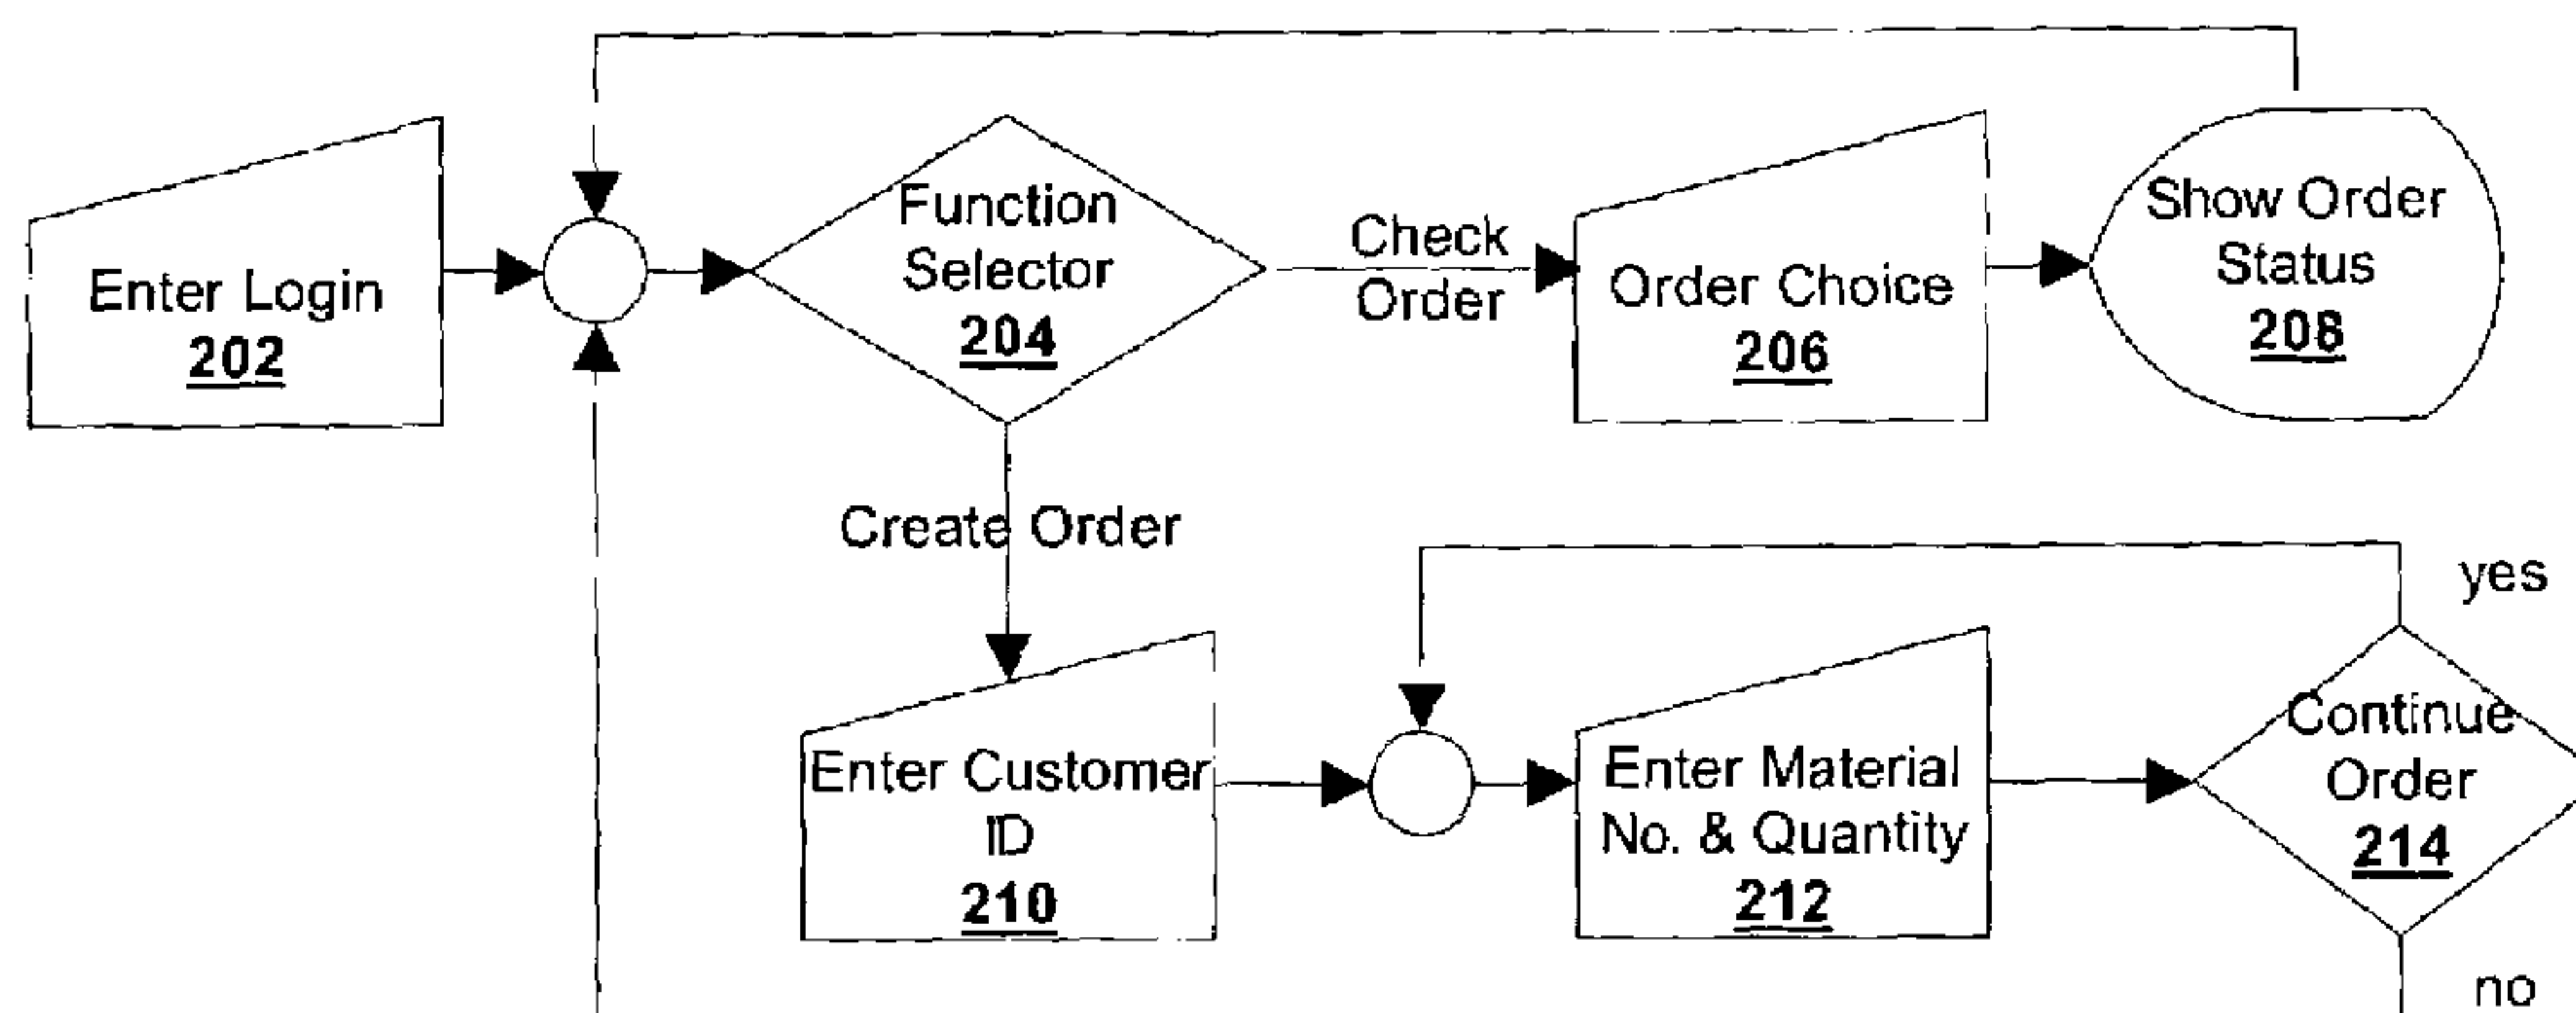 Enter Login
202
Function
Selector
204
Check
Order
Order Choice
206
Show Order
Status
208
Create Order
yes
Enter Customer
ID
210
Enter Material
No. & Quantity
212
Continue
Order
214
no